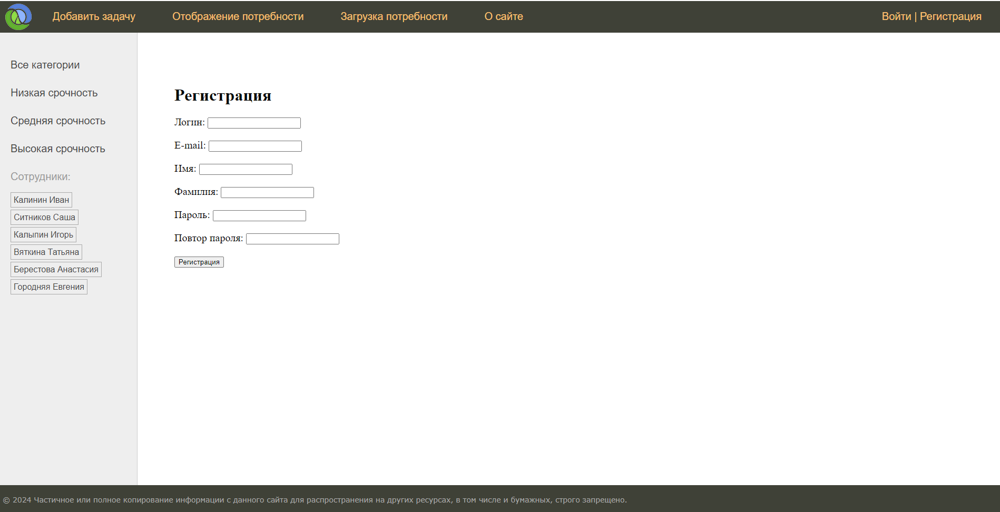 Добавить задачу Отображение потребности Загрузка потребности О сайте Войти | Регистрация
Все категории
Низкая срочность
Средняя срочность
Высокая срочность
Сотрудники:
Калинин Иван
Ситников Саша
Калыпин Игорь
Вяткина Татьяна
Берестова Анастасия
Городняя Евгения
Регистрация
Логин:
E-mail:
Имя:
Фамилия:
Пароль:
Повтор пароля:
Регистрация
© 2024 Частичное или полное копирование информации с данного сайта для распространения на других ресурсах, в том числе и бумажных, строго запрещено.